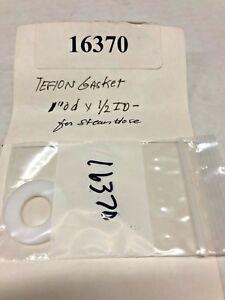 16370
TEFlON Gasket
1" od x 1/2 ID -
for Steam Hose
16370